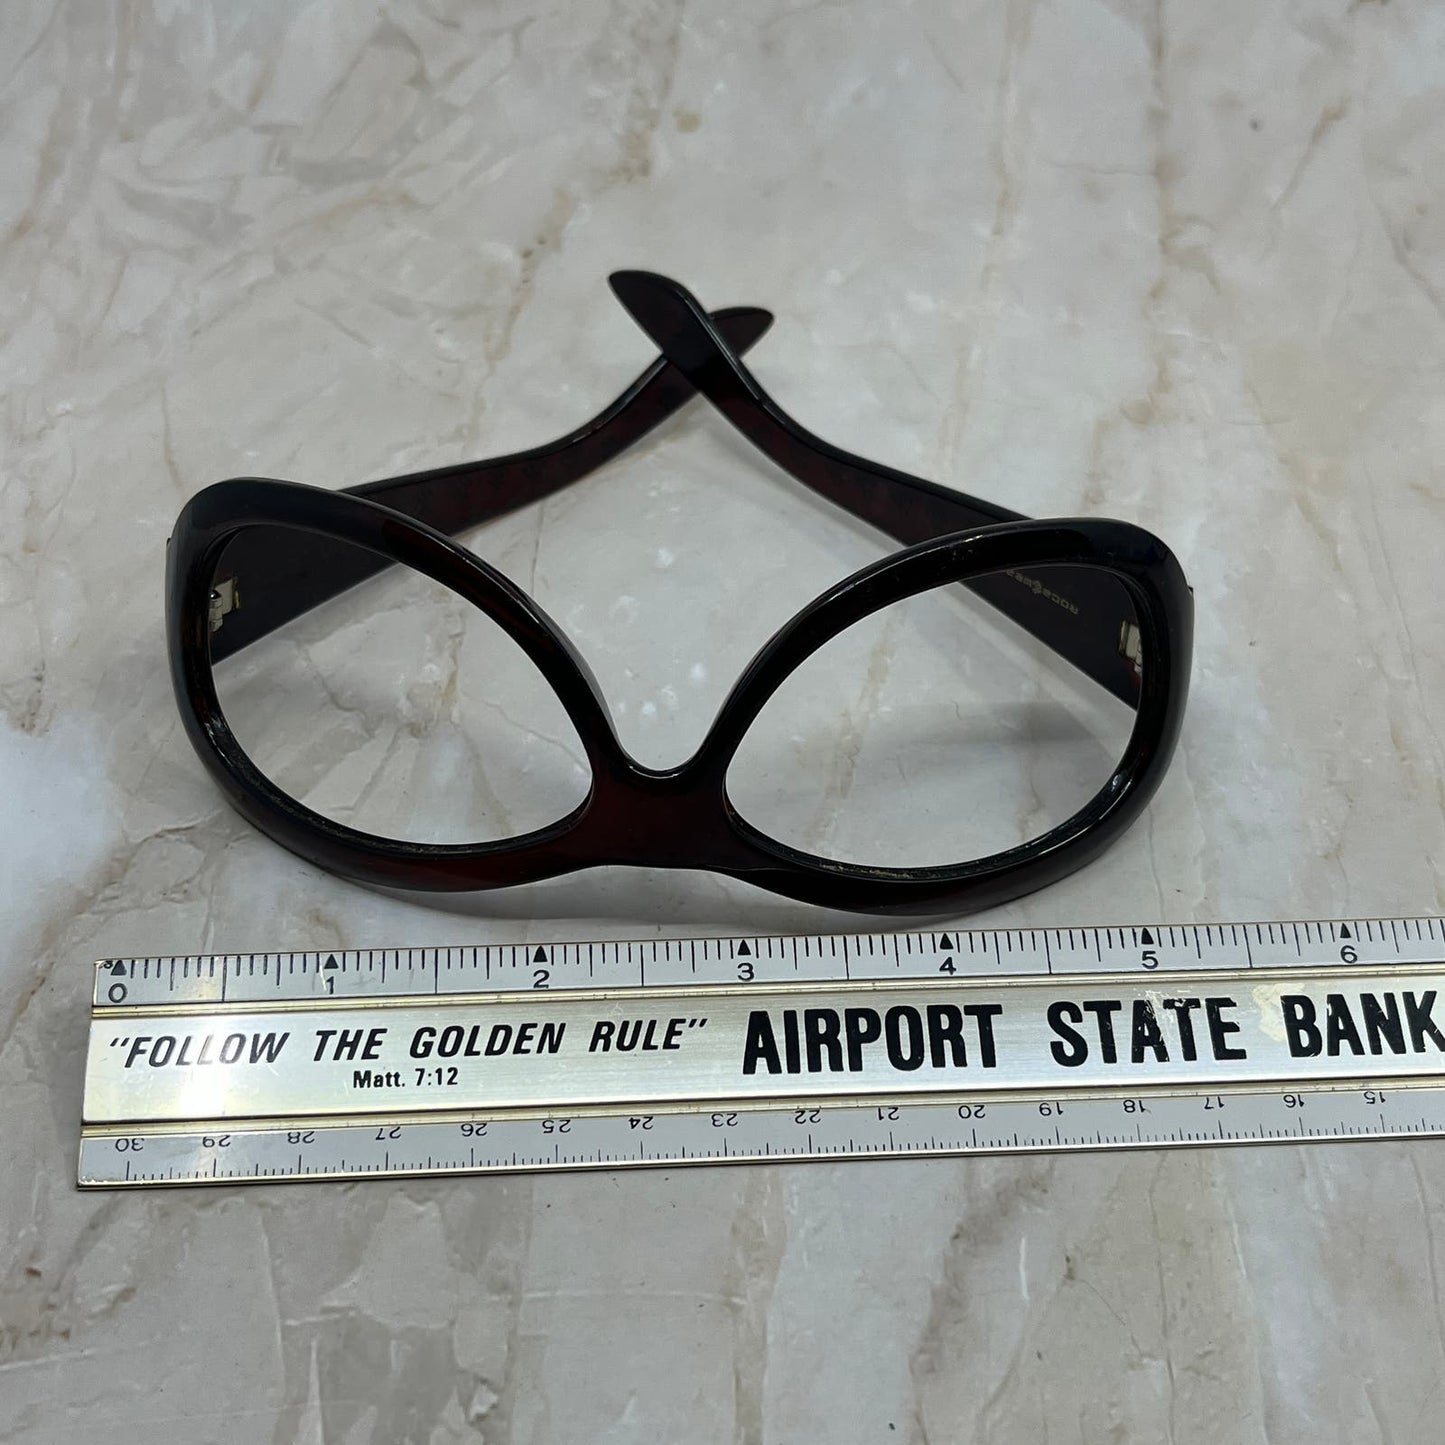 0 1 2 3 4 5 6
"FOLLOW THE GOLDEN RULE" AIRPORT STATE BANK
Matt. 7:12
30 29 28 27 26 25 24 23 22 21 20 19 18 17 16 15